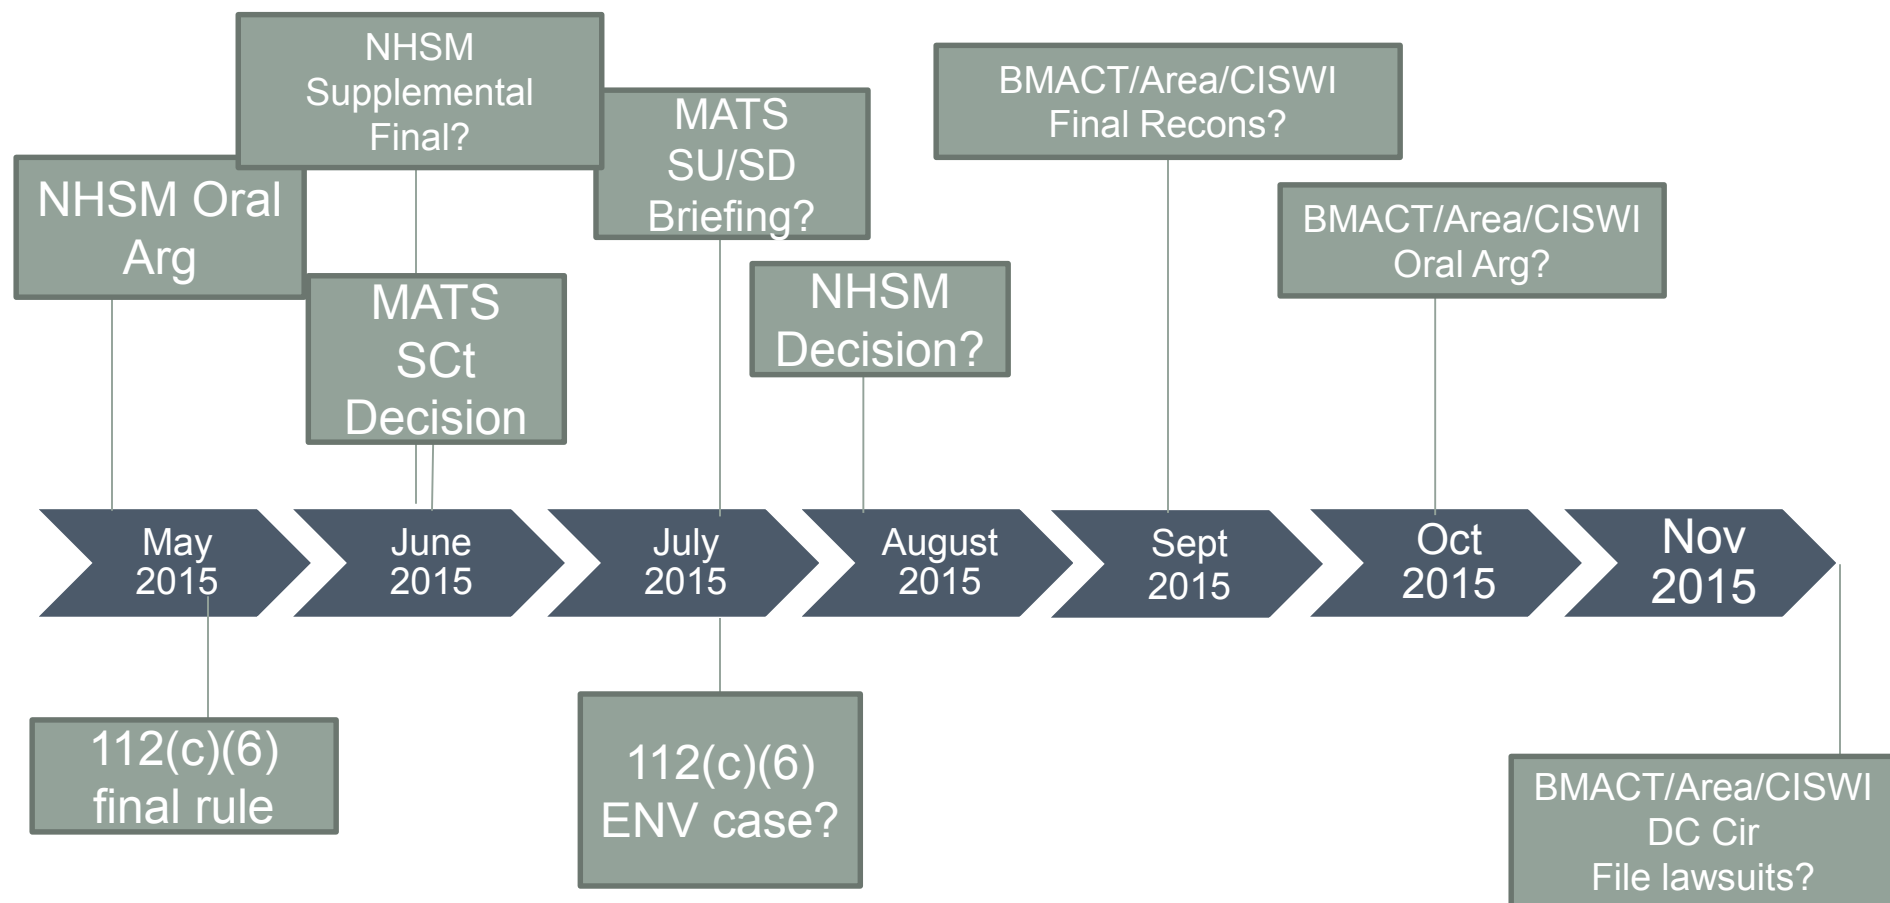 NHSM
Supplemental
Final?
BMACT/Area/CISWI
Final Recons?
MATS
SU/SD
Briefing?
NHSM Oral
Arg
BMACT/Area/CISWI
Oral Arg?
MATS
SCt
Decision
NHSM
Decision?
May
2015
June
2015
July
2015
August
2015
Sept
2015
Oct
2015
Nov
2015
112(c)(6)
final rule
112(c)(6)
ENV case?
BMACT/Area/CISWI
DC Cir
File lawsuits?